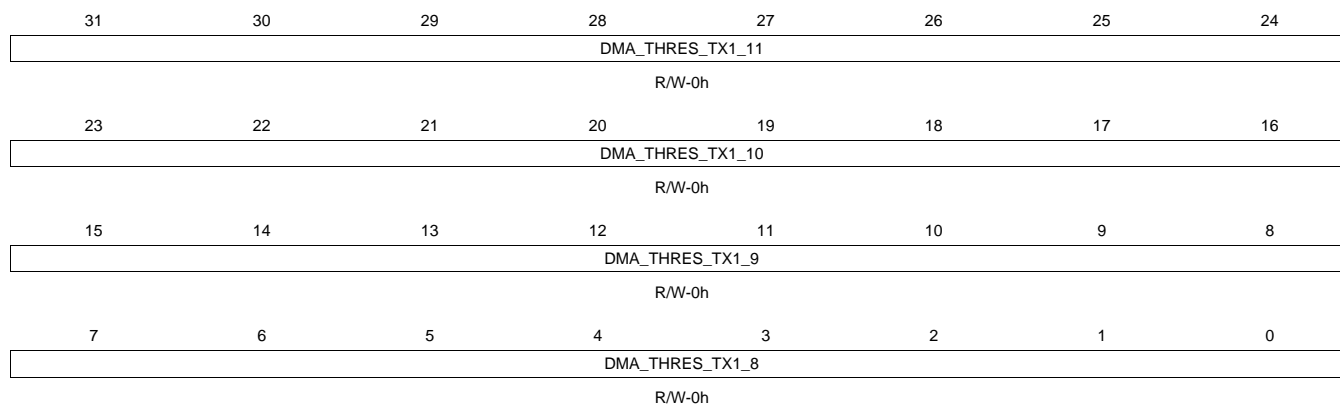 31 30 29 28 27 26 25 24
DMA_THRES_TX1_11
R/W-0h
23 22 21 20 19 18 17 16
DMA_THRES_TX1_10
R/W-0h
15 14 13 12 11 10 9 8
DMA_THRES_TX1_9
R/W-0h
7 6 5 4 3 2 1 0
DMA_THRES_TX1_8
R/W-0h